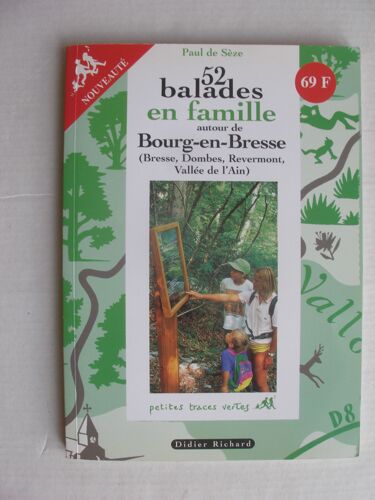 Paul de Sèze
NOUVEAUTÉ
69 F
52
balades
en famille
autour de
Bourg-en-Bresse
(Bresse, Dombes, Revermont,
Vallée de l'Ain)
Vallo
petites traces vertes
D8
Didier Richard